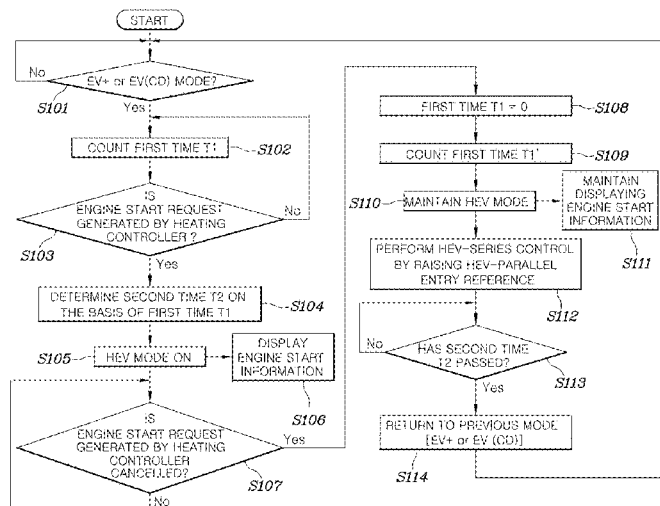 START
EV+ or EV(CD) MODE?
No
S101
Yes
COUNT FIRST TIME T1
S102
IS
ENGINE START REQUEST
GENERATED BY HEATING
CONTROLLER ?
No
S103
Yes
DETERMINE SECOND TIME T2 ON
THE BASIS OF FIRST TIME T1
S104
S105
HEV MODE ON
DISPLAY
ENGINE START
INFORMATION
S106
IS
ENGINE START REQUEST
GENERATED BY HEATING
CONTROLLER
CANCELLED?
Yes
S107
No
FIRST TIME T1 = 0
S108
COUNT FIRST TIME T1'
S109
S110
MAINTAIN HEV MODE
MAINTAIN
DISPLAYING
ENGINE START
INFORMATION
S111
PERFORM HEV-SERIES CONTROL
BY RAISING HEV-PARALLEL
ENTRY REFERENCE
S112
No
HAS SECOND TIME
T2 PASSED?
S113
Yes
RETURN TO PREVIOUS MODE
[EV+ or EV (CD)]
S114